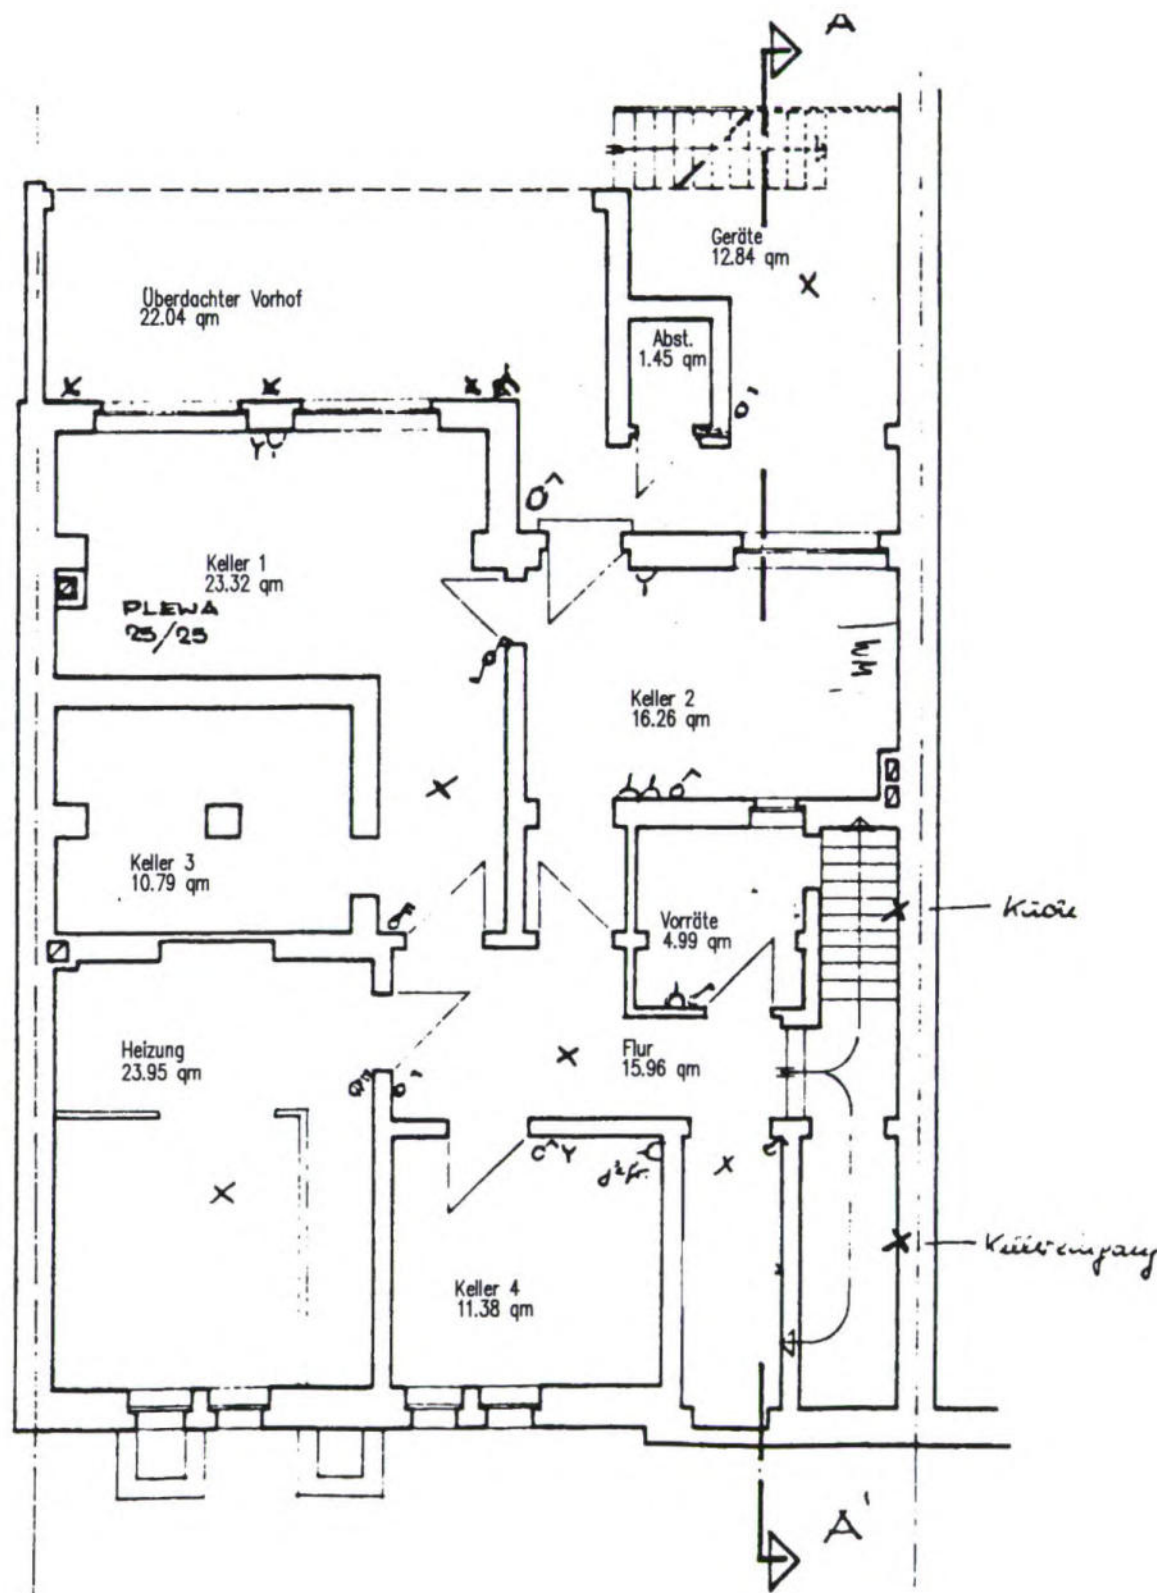 A
Geräte
12.84 qm
Überdachter Vorhof
22.04 qm
Abst.
1.45 qm
Keller 1
23.32 qm
PLEWA
25/25
WM
Keller 2
16.26 qm
Keller 3
10.79 qm
Vorräte
4.99 qm
Küche
Heizung
23.95 qm
Flur
15.96 qm
Kellereingang
Keller 4
11.38 qm
A'